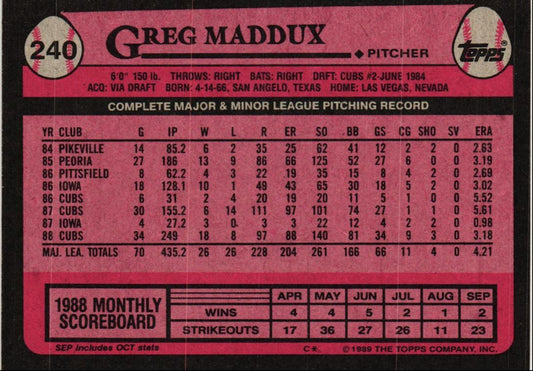 240
GREG MADDUX
PITCHER
Topps
6'0" 150 lb. THROWS: RIGHT BATS: RIGHT DRFT: CUBS #2-JUNE 1984
ACQ: VIA DRAFT BORN: 4-14-66, SAN ANGELO, TEXAS HOME: LAS VEGAS, NEVADA
COMPLETE MAJOR & MINOR LEAGUE PITCHING RECORD
YR CLUB G IP W L R ER SO BB GS CG SHO SV ERA
84 PIKEVILLE 14 85.2 6 2 35 25 62 41 12 2 2 0 2.63
85 PEORIA 27 186 13 9 86 66 125 52 27 6 0 0 3.19
86 PITTSFIELD 8 62.2 4 3 22 19 35 15 8 4 2 0 2.69
86 IOWA 18 128.1 10 1 49 43 65 30 18 5 2 0 3.02
86 CUBS 6 31 2 4 20 19 20 11 5 1 0 0 5.52
87 CUBS 30 155.2 6 14 111 97 101 74 27 1 1 0 5.61
87 IOWA 4 27.2 3 0 3 3 22 12 4 2 2 0 0.98
88 CUBS 34 249 18 8 97 88 140 81 34 9 3 0 3.18
MAJ. LEA. TOTALS 70 435.2 26 26 228 204 261 166 66 11 4 0 4.21
1988 MONTHLY SCOREBOARD
APR MAY JUN JUL AUG SEP
WINS 4 4 5 2 1 2
STRIKEOUTS 17 36 27 26 11 23
SEP includes OCT stats
C* © 1989 THE TOPPS COMPANY, INC.